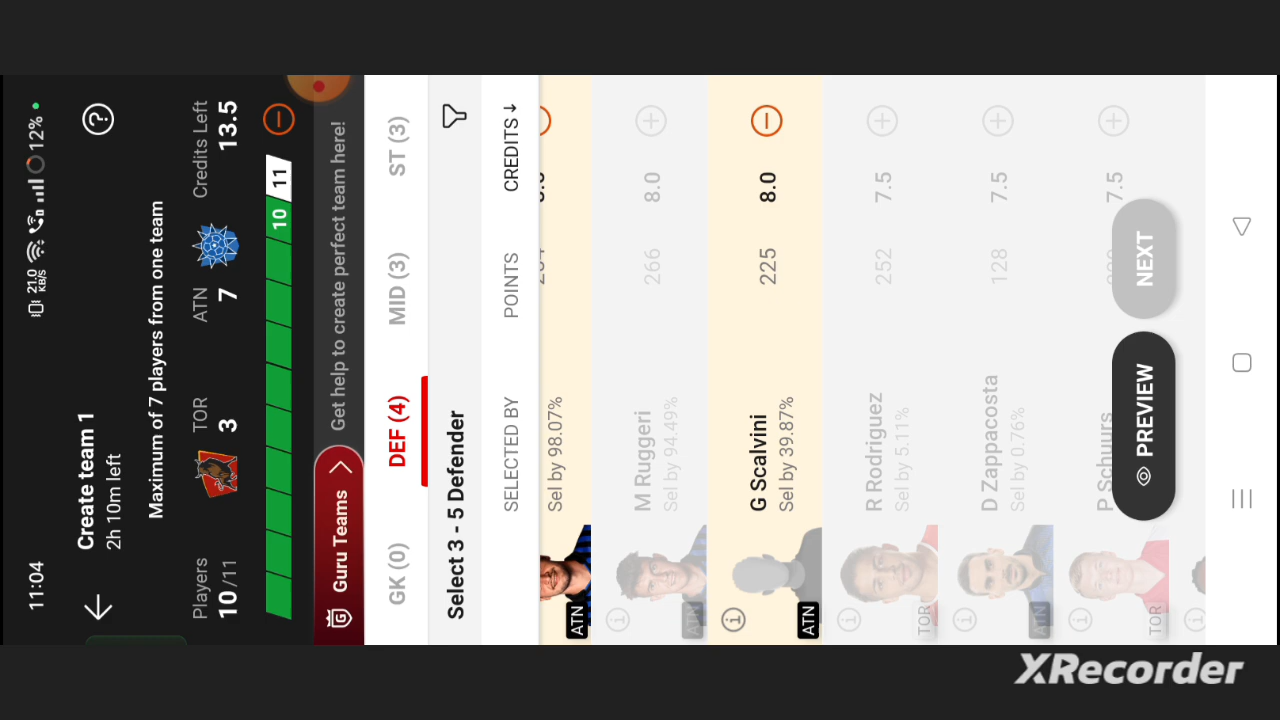 11:04
21.0
KB/S
12%
Create team 1
2h 10m left
Maximum of 7 players from one team
Players
10/11
TOR
3
ATN
7
Credits Left
13.5
10
11
Guru Teams
Get help to create perfect team here!
GK (0)
DEF (4)
MID (3)
ST (3)
Select 3 - 5 Defender
SELECTED BY
POINTS
CREDITS
Sel by 98.07%
ATN
M Ruggeri
Sel by 94.49%
266
8.0
ATN
G Scalvini
Sel by 39.87%
225
8.0
ATN
R Rodriguez
Sel by 5.11%
252
7.5
TOR
D Zappacosta
Sel by 0.76%
128
7.5
ATN
P Schuurs
7.5
TOR
PREVIEW
NEXT
XRecorder